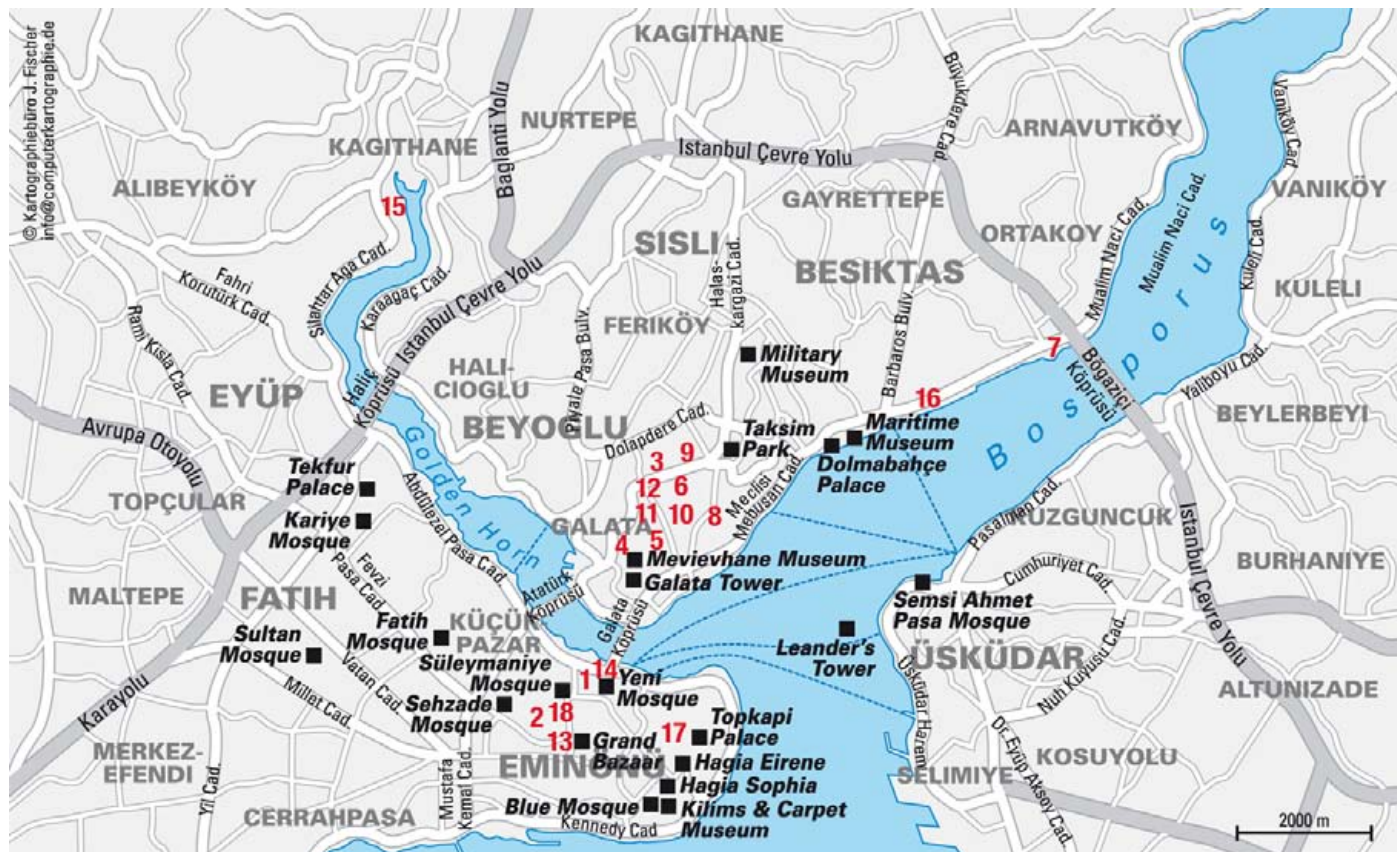 © Kartographiebüro J. Fischer
info@computerkartographie.de
KAGITHANE
Büyükdere Cad.
Baglanti Yolu
NURTEPE
KAGITHANE
Istanbul Çevre Yolu
ARNAVUTKÖY
Vaniköy Cad.
ALIBEYKÖY
15
GAYRETTEPE
VANIKÖY
SISLI
BESIKTAS
ORTAKOY
Mualim Naci Cad.
Mualim Naci Cad.
Bosporus
Kuleli Cad.
KULELI
Fahri
Korutürk Cad.
Silahtar Aga Cad.
Karaagaç Cad.
Istanbul Çevre Yolu
Halas-
kargazi Cad.
Ramj Kisla Cad.
FERIKÖY
Piyale Pasa Bulv.
Barbaros Bulv.
7
Bogaziçi
Köprüsü
Yaliboyu Cad.
Military
Museum
HALI-
CIOGLU
EYÜP
Haliç
Köprüsü
BEYOGLU
16
BEYLERBEYI
Avrupa Otoyolu
Dolapdere Cad.
Taksim
Park
Maritime
Museum
Dolmabahçe
Palace
Golden Horn
3
9
12
6
11
10
8
Meclisi
Mebusan Cad.
Tekfur
Palace
TOPÇULAR
Kariye
Mosque
Abdülezel Pasa Cad.
GALATA
4
5
Mevievhane Museum
Galata Tower
Pasalimani Cad.
KUZGUNCUK
Istanbul Çevre Yolu
BURHANIYE
Fevzi
Pasa Cad.
Atatürk
Köprüsü
Galata
Köprüsü
Cumhuriyet Cad.
Semsi Ahmet
Pasa Mosque
MALTEPE
FATIH
Fatih
Mosque
KÜÇÜK
PAZAR
Leander's
Tower
ÜSKÜDAR
Sultan
Mosque
Vatan Cad.
Süleymaniye
Mosque
1
14
Yeni
Mosque
Üsküdar Harem
Nuh Kuyusu Cad.
ALTUNIZADE
Karayolu
Millet Cad.
Sehzade
Mosque
2
18
13
Grand
Bazaar
17
Topkapi
Palace
Dr. Eyüp Aksoy Cad.
KOSUYOLU
MERKEZ-
EFENDI
EMINÖNÜ
Hagia Eirene
Hagia Sophia
SELIMIYE
Yil Cad.
CERRAHPASA
Mustafa
Kemal Cad.
Blue Mosque
Kilims & Carpet
Museum
Kennedy Cad
2000 m